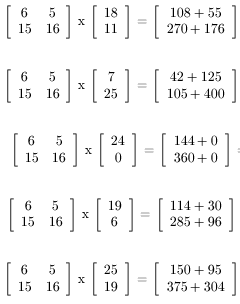 [ 6 5 ] x [ 18 ] = [ 108 + 55 ]
[ 15 16 ] [ 11 ] [ 270 + 176 ]
[ 6 5 ] x [ 7 ] = [ 42 + 125 ]
[ 15 16 ] [ 25 ] [ 105 + 400 ]
[ 6 5 ] x [ 24 ] = [ 144 + 0 ] =
[ 15 16 ] [ 0 ] [ 360 + 0 ]
[ 6 5 ] x [ 19 ] = [ 114 + 30 ]
[ 15 16 ] [ 6 ] [ 285 + 96 ]
[ 6 5 ] x [ 25 ] = [ 150 + 95 ]
[ 15 16 ] [ 19 ] [ 375 + 304 ]